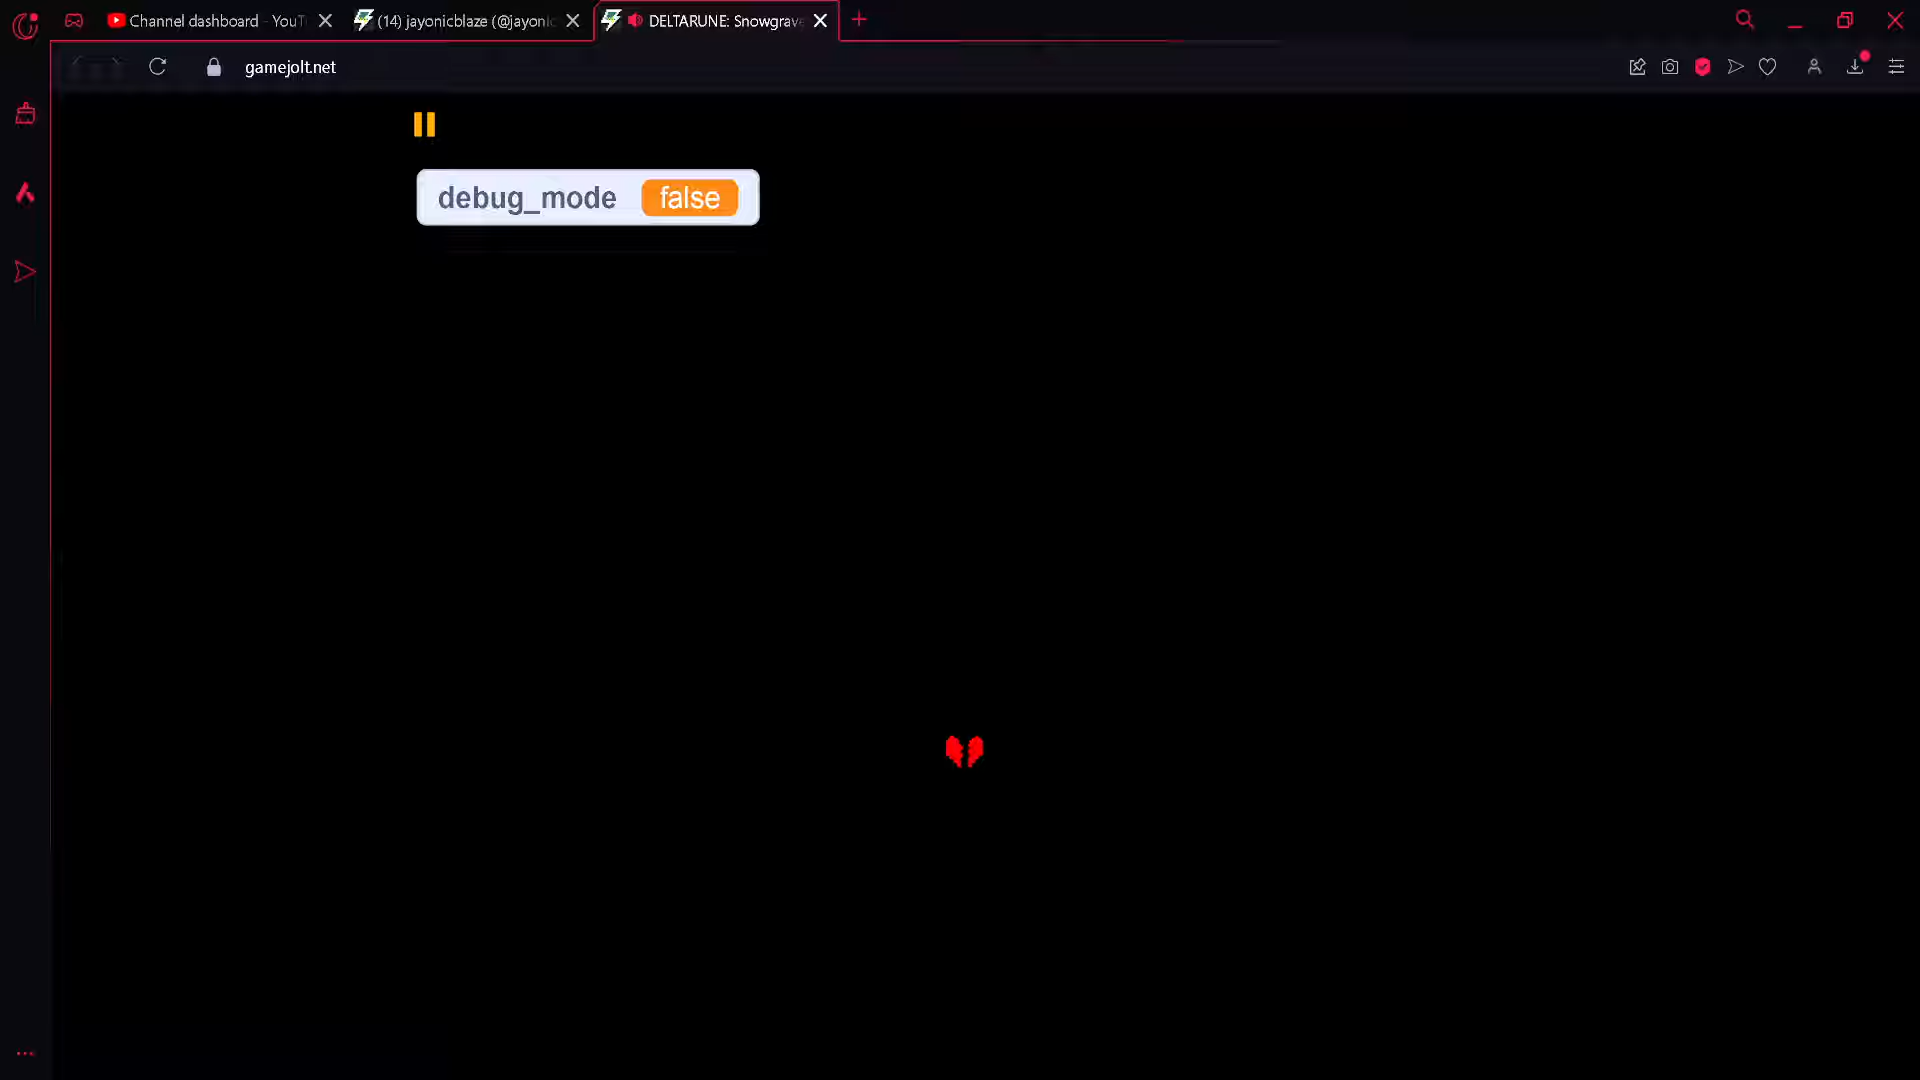 Channel dashboard - YouT
(14) jayonicblaze (@jayonic
DELTARUNE: Snowgrave
gamejolt.net
debug_mode false